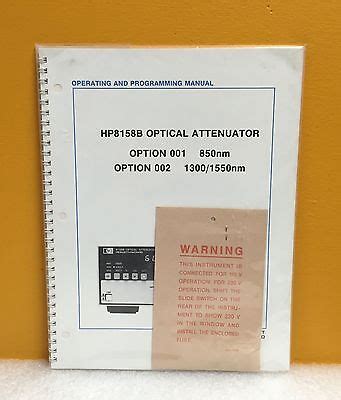 OPERATING AND PROGRAMMING MANUAL
HP8158B OPTICAL ATTENUATOR
OPTION 001 850nm
OPTION 002 1300/1550nm
WARNING
THIS INSTRUMENT IS
CONNECTED FOR
OPERATION. FOR 230 V
OPERATION, SHIFT THE
SLIDE SWITCH ON THE
REAR OF THE INSTRU-
MENT TO SHOW 230 V
IN THE WINDOW AND
INSTALL THE ENCLOSED
FUSE.